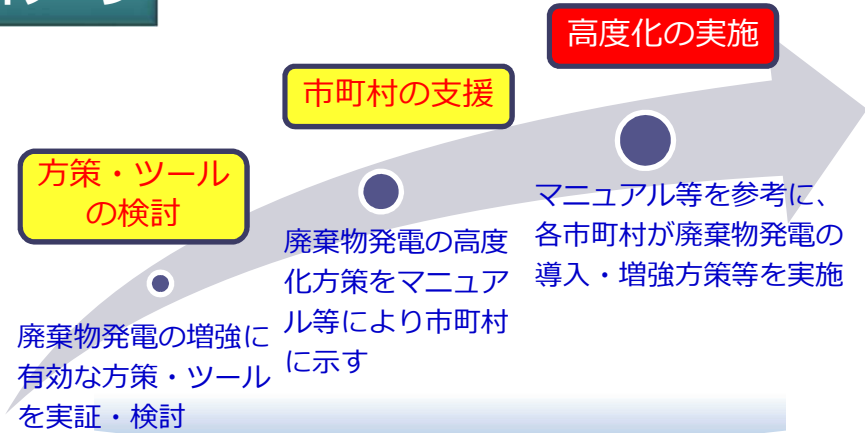 高度化の実施
市町村の支援
方策・ツール
の検討
マニュアル等を参考に、
各市町村が廃棄物発電の
導入・増強方策等を実施
廃棄物発電の高度
化方策をマニュア
ル等により市町村
に示す
廃棄物発電の増強に
有効な方策・ツール
を実証・検討